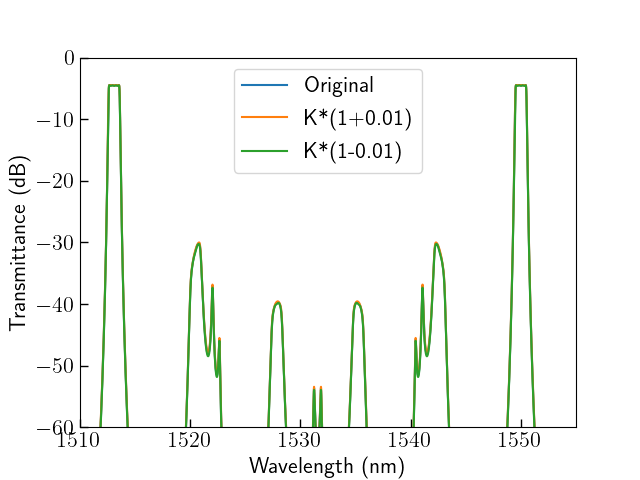 0
Original
K*(1+0.01)
K*(1-0.01)
−10
−20
−30
−40
−50
−60
Transmittance (dB)
1510 1520 1530 1540 1550
Wavelength (nm)